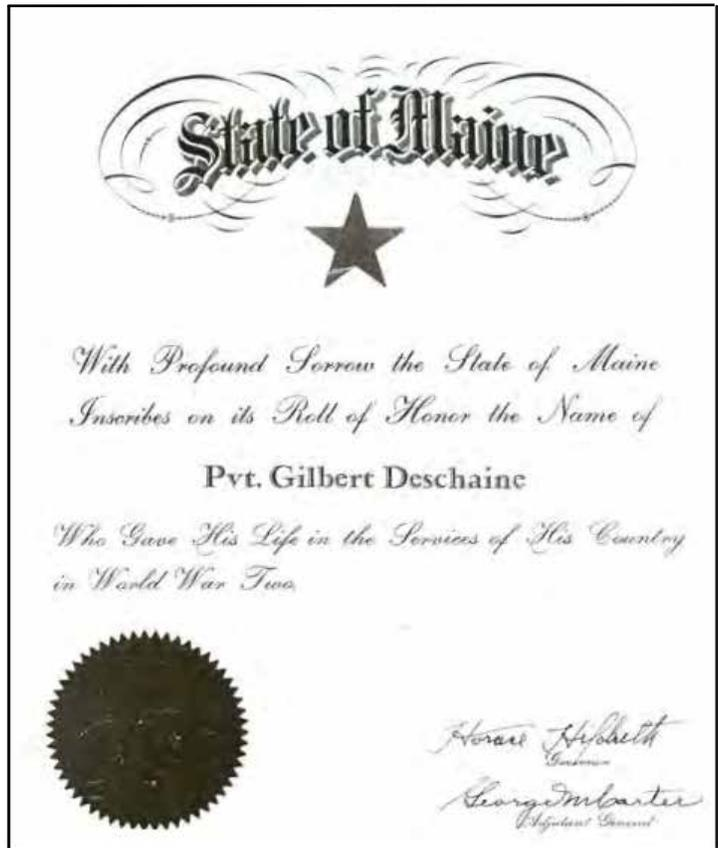 State of Maine
With Profound Sorrow the State of Maine
Inscribes on its Roll of Honor the Name of
Pvt. Gilbert Deschaine
Who Gave His Life in the Services of His Country
in World War Two.
Horace Hildreth
Governor
George M Carter
Adjutant General